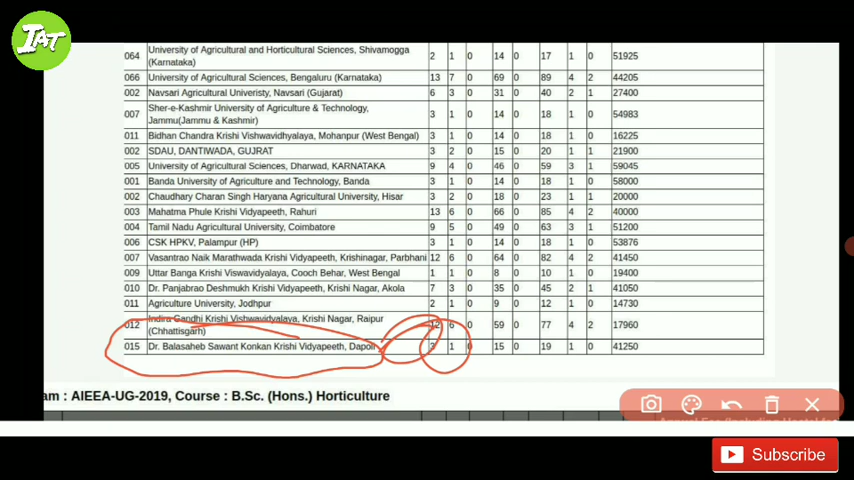 IAT
064 University of Agricultural and Horticultural Sciences, Shivamogga (Karnataka) 2 1 0 14 0 17 1 0 51925
066 University of Agricultural Sciences, Bengaluru (Karnataka) 13 7 0 69 0 89 4 2 44205
002 Navsari Agricultural Univeristy, Navsari (Gujarat) 6 3 0 31 0 40 2 1 27400
007 Sher-e-Kashmir University of Agriculture & Technology, Jammu(Jammu & Kashmir) 3 1 0 14 0 18 1 0 54983
011 Bidhan Chandra Krishi Vishwavidhyalaya, Mohanpur (West Bengal) 3 1 0 14 0 18 1 0 16225
002 SDAU, DANTIWADA, GUJRAT 3 2 0 15 0 20 1 1 21900
005 University of Agricultural Sciences, Dharwad, KARNATAKA 9 4 0 46 0 59 3 1 59045
001 Banda University of Agriculture and Technology, Banda 3 1 0 14 0 18 1 0 58000
002 Chaudhary Charan Singh Haryana Agricultural University, Hisar 3 2 0 18 0 23 1 1 20000
003 Mahatma Phule Krishi Vidyapeeth, Rahuri 13 6 0 66 0 85 4 2 40000
004 Tamil Nadu Agricultural University, Coimbatore 9 5 0 49 0 63 3 1 51200
006 CSK HPKV, Palampur (HP) 3 1 0 14 0 18 1 0 53876
007 Vasantrao Naik Marathwada Krishi Vidyapeeth, Krishinagar, Parbhani 12 6 0 64 0 82 4 2 41450
009 Uttar Banga Krishi Viswavidyalaya, Cooch Behar, West Bengal 1 1 0 8 0 10 1 0 19400
010 Dr. Panjabrao Deshmukh Krishi Vidyapeeth, Krishi Nagar, Akola 7 3 0 35 0 45 2 1 41050
011 Agriculture University, Jodhpur 2 1 0 9 0 12 1 0 14730
012 Indira Gandhi Krishi Vishwavidyalaya, Krishi Nagar, Raipur (Chhattisgarh) 12 6 0 59 0 77 4 2 17960
015 Dr. Balasaheb Sawant Konkan Krishi Vidyapeeth, Dapoli 3 1 0 15 0 19 1 0 41250
am : AIEEA-UG-2019, Course : B.Sc. (Hons.) Horticulture
Subscribe